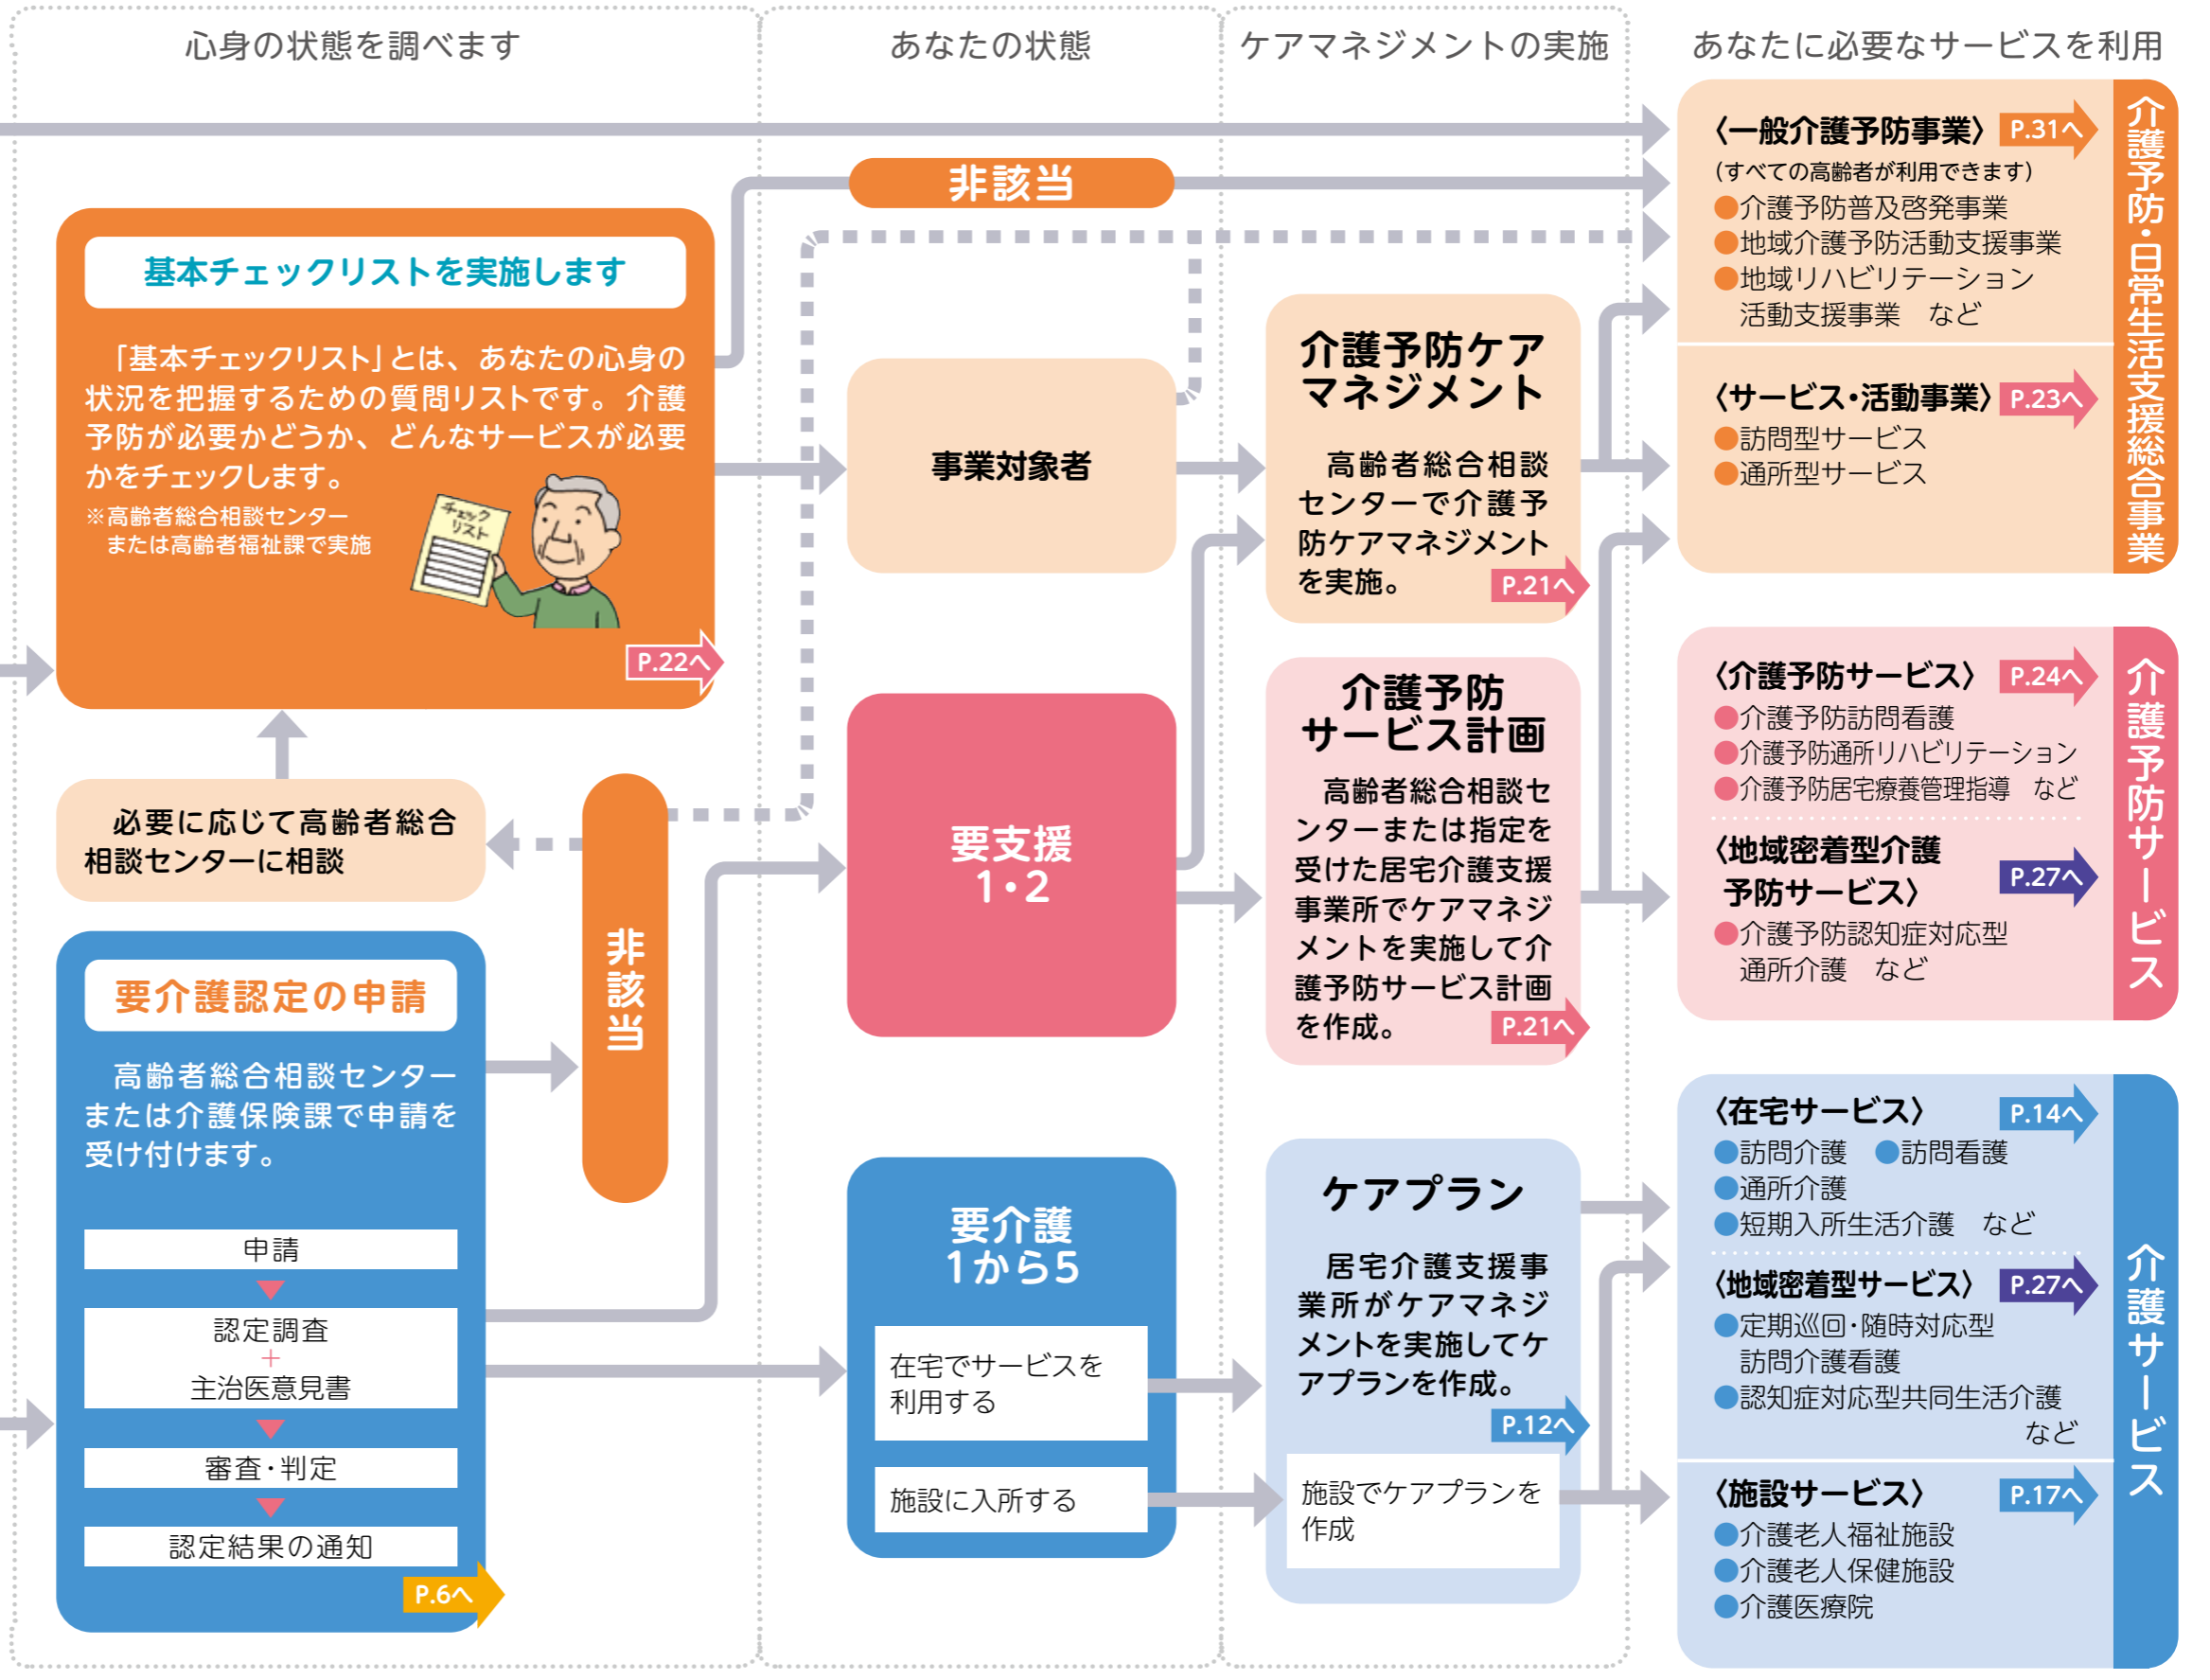 心身の状態を調べます
あなたの状態
ケアマネジメントの実施
あなたに必要なサービスを利用
基本チェックリストを実施します
「基本チェックリスト」とは、あなたの心身の
状況を把握するための質問リストです。介護
予防が必要かどうか、どんなサービスが必要
かをチェックします。
※高齢者総合相談センター
または高齢者福祉課で実施
チェック
リスト
P.22へ
必要に応じて高齢者総合
相談センターに相談
要介護認定の申請
高齢者総合相談センター
または介護保険課で申請を
受け付けます。
申請
認定調査
+
主治医意見書
審査・判定
認定結果の通知
P.6へ
非該当
非該当
事業対象者
要支援
1・2
要介護
1から5
在宅でサービスを
利用する
施設に入所する
介護予防ケア
マネジメント
高齢者総合相談
センターで介護予
防ケアマネジメント
を実施。
P.21へ
介護予防
サービス計画
高齢者総合相談セ
ンターまたは指定を
受けた居宅介護支援
事業所でケアマネジ
メントを実施して介
護予防サービス計画
を作成。
P.21へ
ケアプラン
居宅介護支援事
業所がケアマネジ
メントを実施してケ
アプランを作成。
P.12へ
施設でケアプランを
作成
〈一般介護予防事業〉 P.31へ
(すべての高齢者が利用できます)
●介護予防普及啓発事業
●地域介護予防活動支援事業
●地域リハビリテーション
活動支援事業 など
〈サービス・活動事業〉 P.23へ
●訪問型サービス
●通所型サービス
介護予防・日常生活支援総合事業
〈介護予防サービス〉 P.24へ
●介護予防訪問看護
●介護予防通所リハビリテーション
●介護予防居宅療養管理指導 など
〈地域密着型介護
予防サービス〉 P.27へ
●介護予防認知症対応型
通所介護 など
介護予防サービス
〈在宅サービス〉 P.14へ
●訪問介護 ●訪問看護
●通所介護
●短期入所生活介護 など
〈地域密着型サービス〉 P.27へ
●定期巡回・随時対応型
訪問介護看護
●認知症対応型共同生活介護
など
〈施設サービス〉 P.17へ
●介護老人福祉施設
●介護老人保健施設
●介護医療院
介護サービス